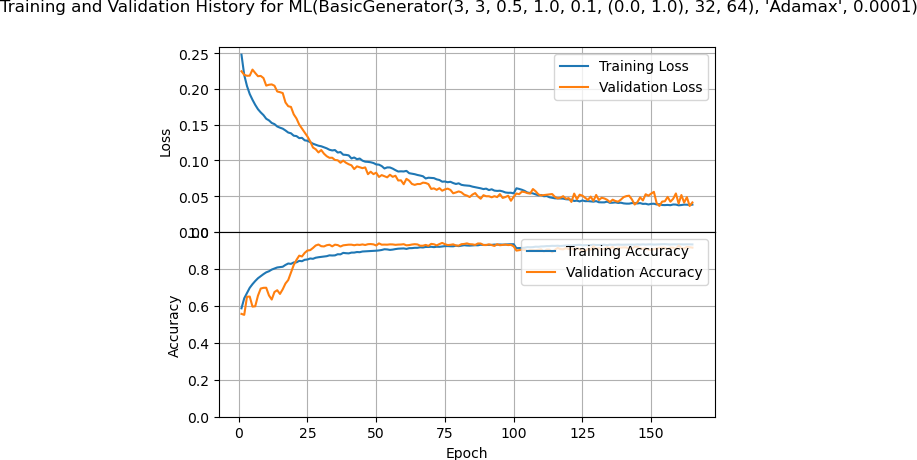 Training and Validation History for ML(BasicGenerator(3, 3, 0.5, 1.0, 0.1, (0.0, 1.0), 32, 64), 'Adamax', 0.0001)
0.25
0.20
0.15
0.10
0.05
0.00
Loss
Training Loss
Validation Loss
1.0
0.8
0.6
0.4
0.2
0.0
Accuracy
Training Accuracy
Validation Accuracy
0 25 50 75 100 125 150
Epoch